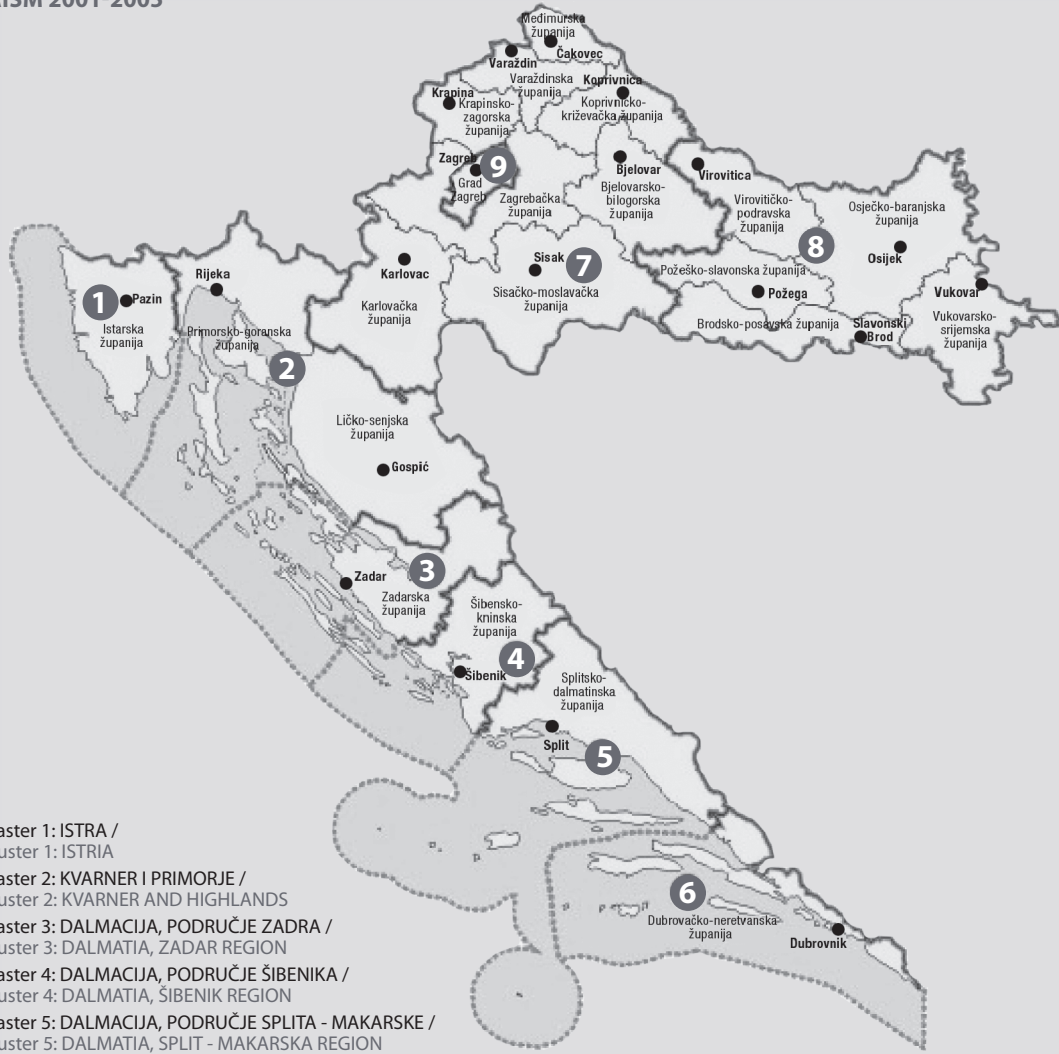 2001-2005
Međimurska
županija
Čakovec
Varaždin
Varaždinska
županija
Koprivnica
Krapina
Krapinsko-
zagorska
županija
Koprivničko-
križevačka županija
Zagreb
9
Grad
Zagreb
Zagrebačka
županija
Bjelovar
Bjelovarsko-
bilogorska
županija
Virovitica
Virovitičko-
podravska
županija
Osječko-baranjska
županija
8
Osijek
Rijeka
Karlovac
Sisak
7
Sisačko-moslavačka
županija
Požeško-slavonska županija
Požega
Vukovar
1
Pazin
Istarska
županija
Primorsko-goranska
županija
Karlovačka
županija
Brodsko-posavska županija
Slavonski
Brod
Vukovarsko-
srijemska
županija
2
Ličko-senjska
županija
Gospić
Zadar
3
Zadarska
županija
Šibensko-
kninska
županija
4
Šibenik
Splitsko-
dalmatinska
županija
Split
5
6
Dubrovačko-neretvanska
županija
Dubrovnik
aster 1: ISTRA /
uster 1: ISTRIA
aster 2: KVARNER I PRIMORJE /
uster 2: KVARNER AND HIGHLANDS
aster 3: DALMACIJA, PODRUČJE ZADRA /
uster 3: DALMATIA, ZADAR REGION
aster 4: DALMACIJA, PODRUČJE ŠIBENIKA /
uster 4: DALMATIA, ŠIBENIK REGION
aster 5: DALMACIJA, PODRUČJE SPLITA - MAKARSKE /
uster 5: DALMATIA, SPLIT - MAKARSKA REGION